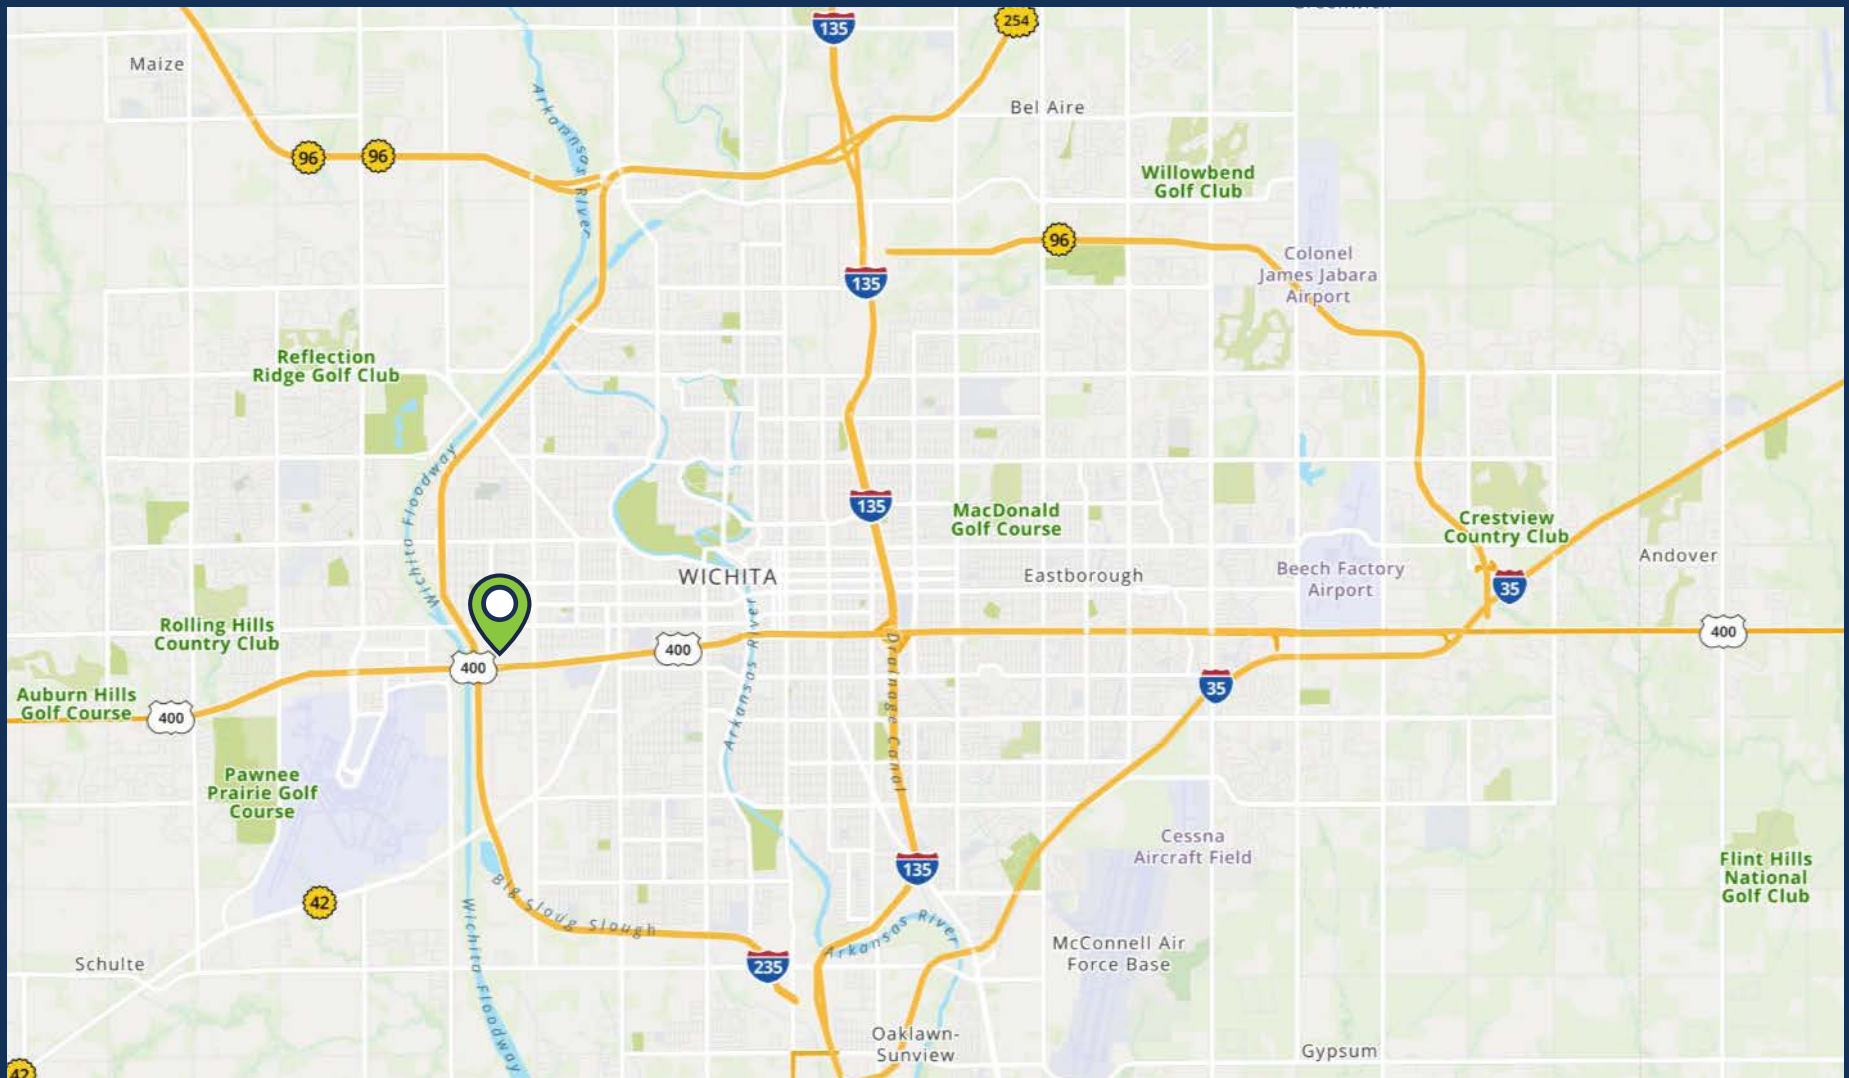 135
254
Maize
Arkansas River
Bel Aire
96
96
Willowbend
Golf Club
96
Colonel
James Jabara
Airport
135
Reflection
Ridge Golf Club
Wichita Floodway
135
MacDonald
Golf Course
Crestview
Country Club
Andover
WICHITA
Eastborough
Beech Factory
Airport
35
Rolling Hills
Country Club
400
400
400
Arkansas River
Drainage Canal
35
Auburn Hills
Golf Course
400
Pawnee
Prairie Golf
Course
Cessna
Aircraft Field
135
Flint Hills
National
Golf Club
42
Big Sloug Slough
Wichita Floodway
Arkansas River
McConnell Air
Force Base
Schulte
235
Oaklawn-
Sunview
Gypsum
42